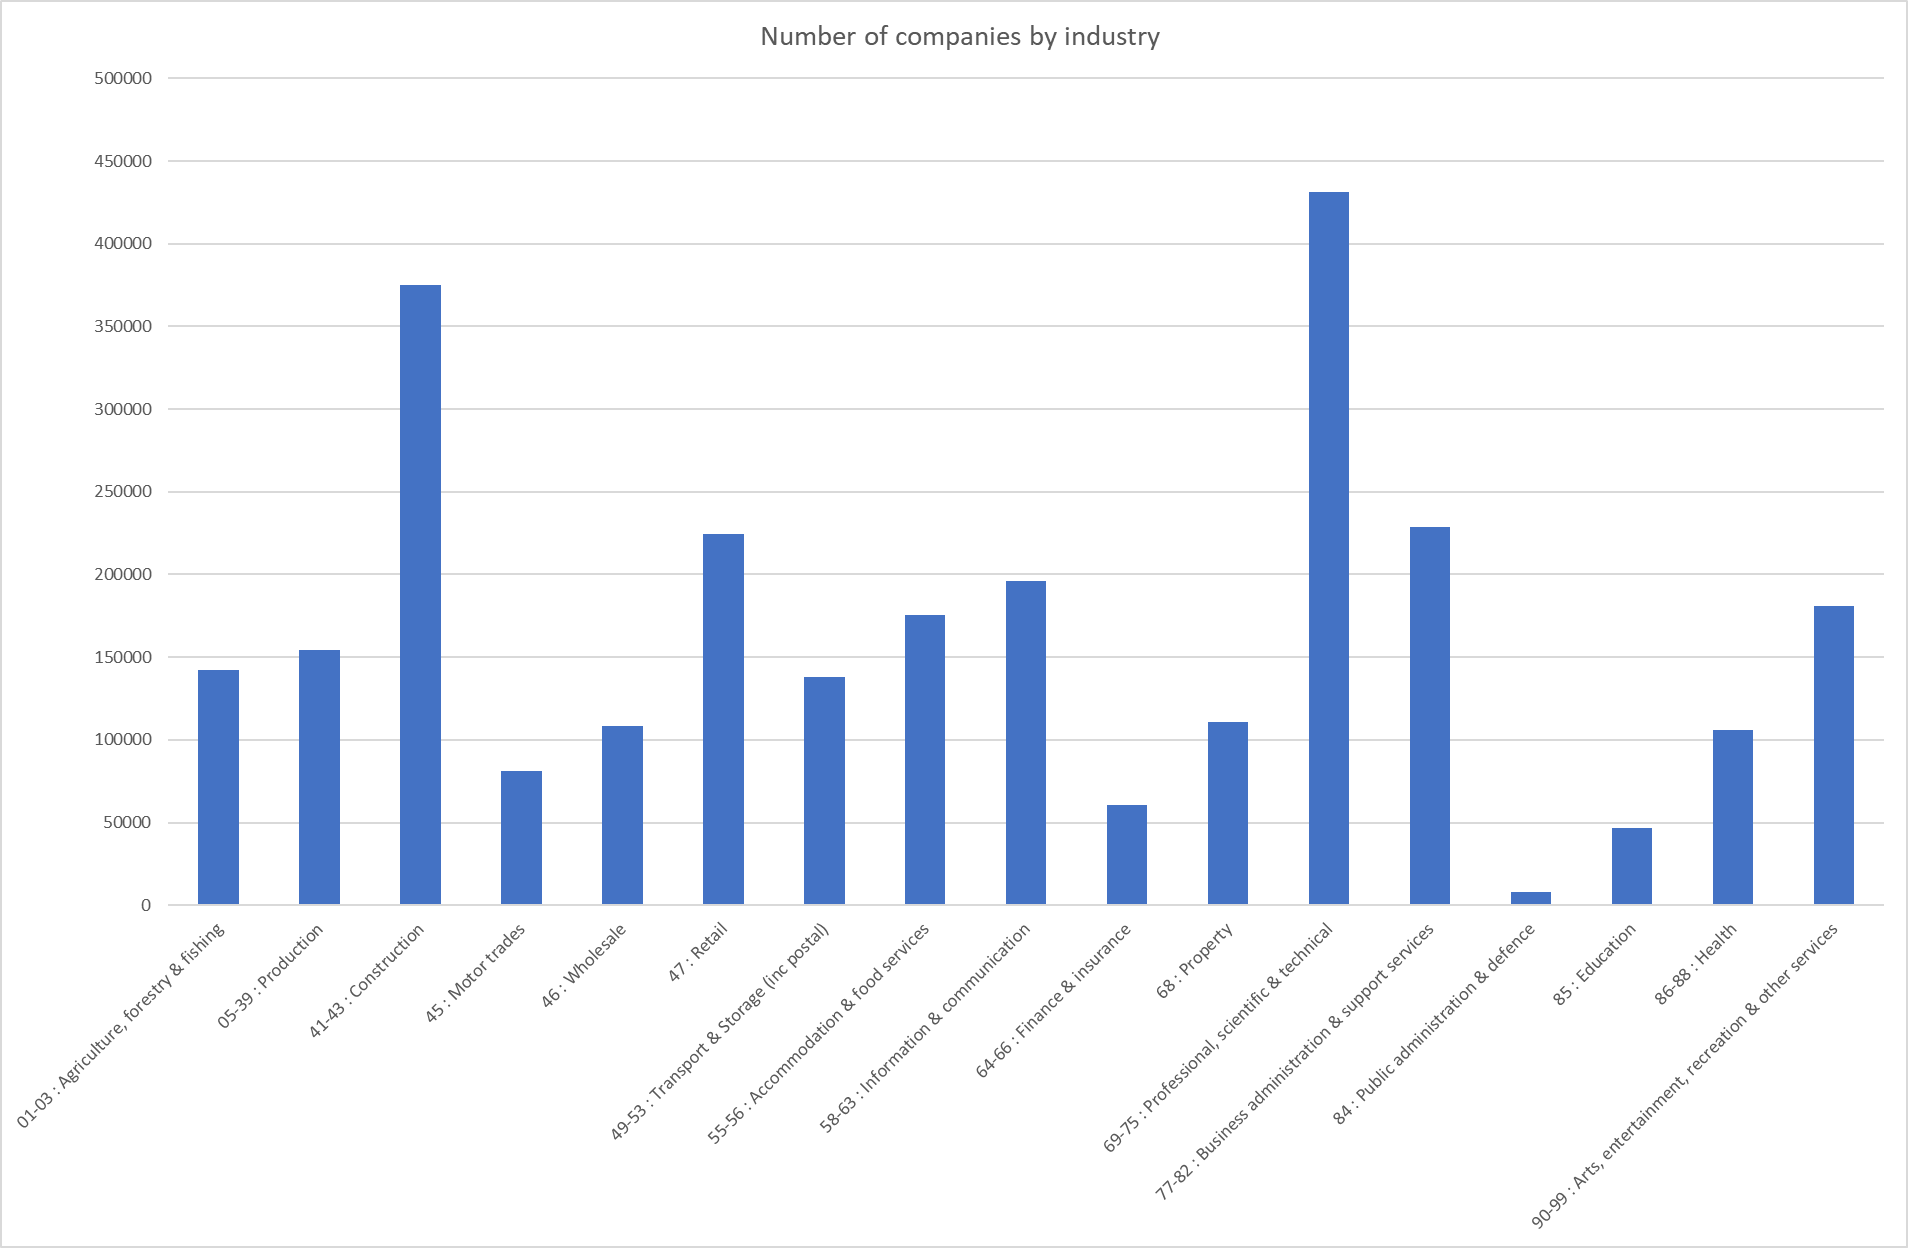 Number of companies by industry
500000
450000
400000
350000
300000
250000
200000
150000
100000
50000
0
01-03 : Agriculture, forestry & fishing
05-39 : Production
41-43 : Construction
45 : Motor trades
46 : Wholesale
47 : Retail
49-53 : Transport & Storage (inc postal)
55-56 : Accommodation & food services
58-63 : Information & communication
64-66 : Finance & insurance
68 : Property
69-75 : Professional, scientific & technical
77-82 : Business administration & support services
84 : Public administration & defence
85 : Education
86-88 : Health
90-99 : Arts, entertainment, recreation & other services